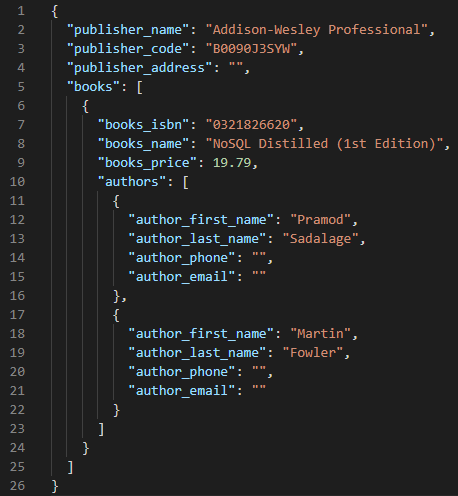 1 {
2 "publisher_name": "Addison-Wesley Professional",
3 "publisher_code": "B0090J3SYW",
4 "publisher_address": "",
5 "books": [
6 {
7 "books_isbn": "0321826620",
8 "books_name": "NoSQL Distilled (1st Edition)",
9 "books_price": 19.79,
10 "authors": [
11 {
12 "author_first_name": "Pramod",
13 "author_last_name": "Sadalage",
14 "author_phone": "",
15 "author_email": ""
16 },
17 {
18 "author_first_name": "Martin",
19 "author_last_name": "Fowler",
20 "author_phone": "",
21 "author_email": ""
22 }
23 ]
24 }
25 ]
26 }